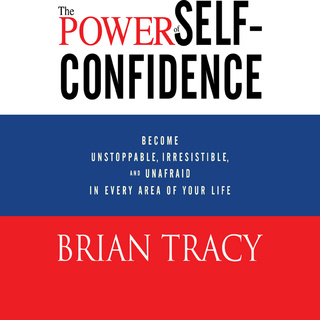 The
POWER of SELF-
CONFIDENCE
BECOME
UNSTOPPABLE, IRRESISTIBLE,
AND UNAFRAID
IN EVERY AREA OF YOUR LIFE
BRIAN TRACY